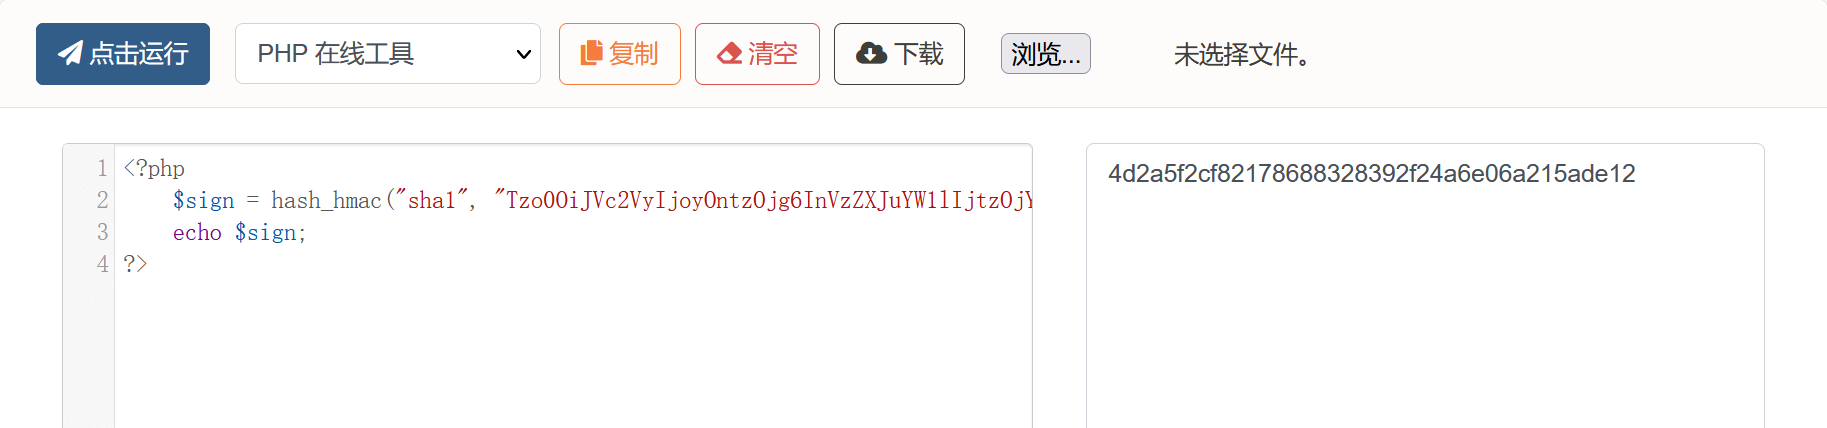 点击运行 PHP 在线工具 复制 清空 下载 浏览... 未选择文件。
1 <?php
2 $sign = hash_hmac("sha1", "Tzo0OiJVc2VyIjoyOntzOjg6InVzZXJuYW1lIjtzOjY
3 echo $sign;
4 ?>
4d2a5f2cf82178688328392f24a6e06a215ade12